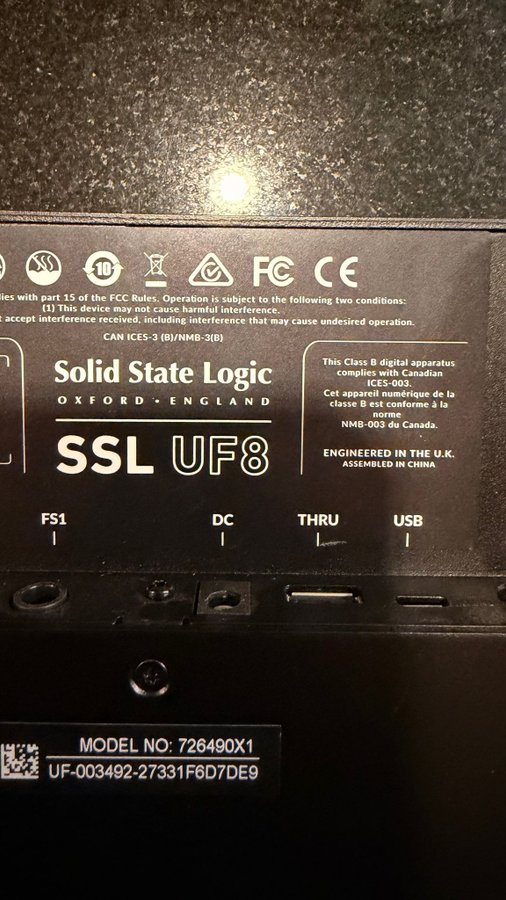 10
FC CE
lies with part 15 of the FCC Rules. Operation is subject to the following two conditions:
(1) This device may not cause harmful interference.
t accept interference received, including interference that may cause undesired operation.
CAN ICES-3 (B)/NMB-3(B)
Solid State Logic
OXFORD · ENGLAND
SSL UF8
This Class B digital apparatus
complies with Canadian
ICES-003.
Cet appareil numérique de la
classe B est conforme à la
norme
NMB-003 du Canada.
ENGINEERED IN THE U.K.
ASSEMBLED IN CHINA
FS1
DC
THRU
USB
MODEL NO: 726490X1
UF-003492-27331F6D7DE9